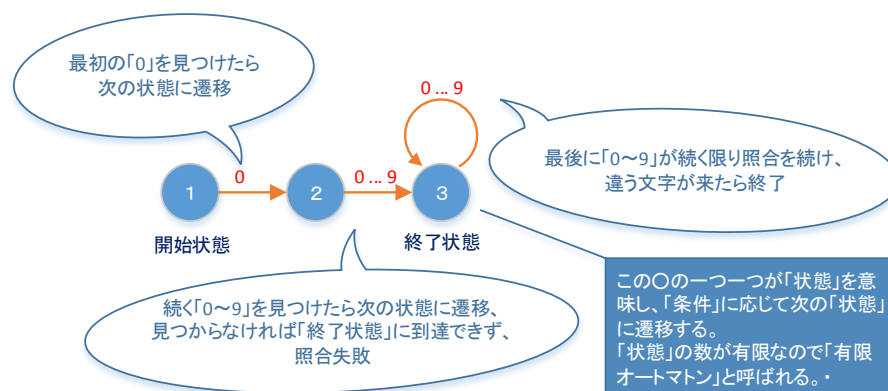 最初の「0」を見つけたら
次の状態に遷移
0 ... 9
最後に「0～9」が続く限り照合を続け、
違う文字が来たら終了
1
0
2
0 ... 9
3
開始状態
終了状態
続く「0～9」を見つけたら次の状態に遷移、
見つからなければ「終了状態」に到達できず、
照合失敗
この〇の一つ一つが「状態」を意
味し、「条件」に応じて次の「状態」
に遷移する。
「状態」の数が有限なので「有限
オートマトン」と呼ばれる。・